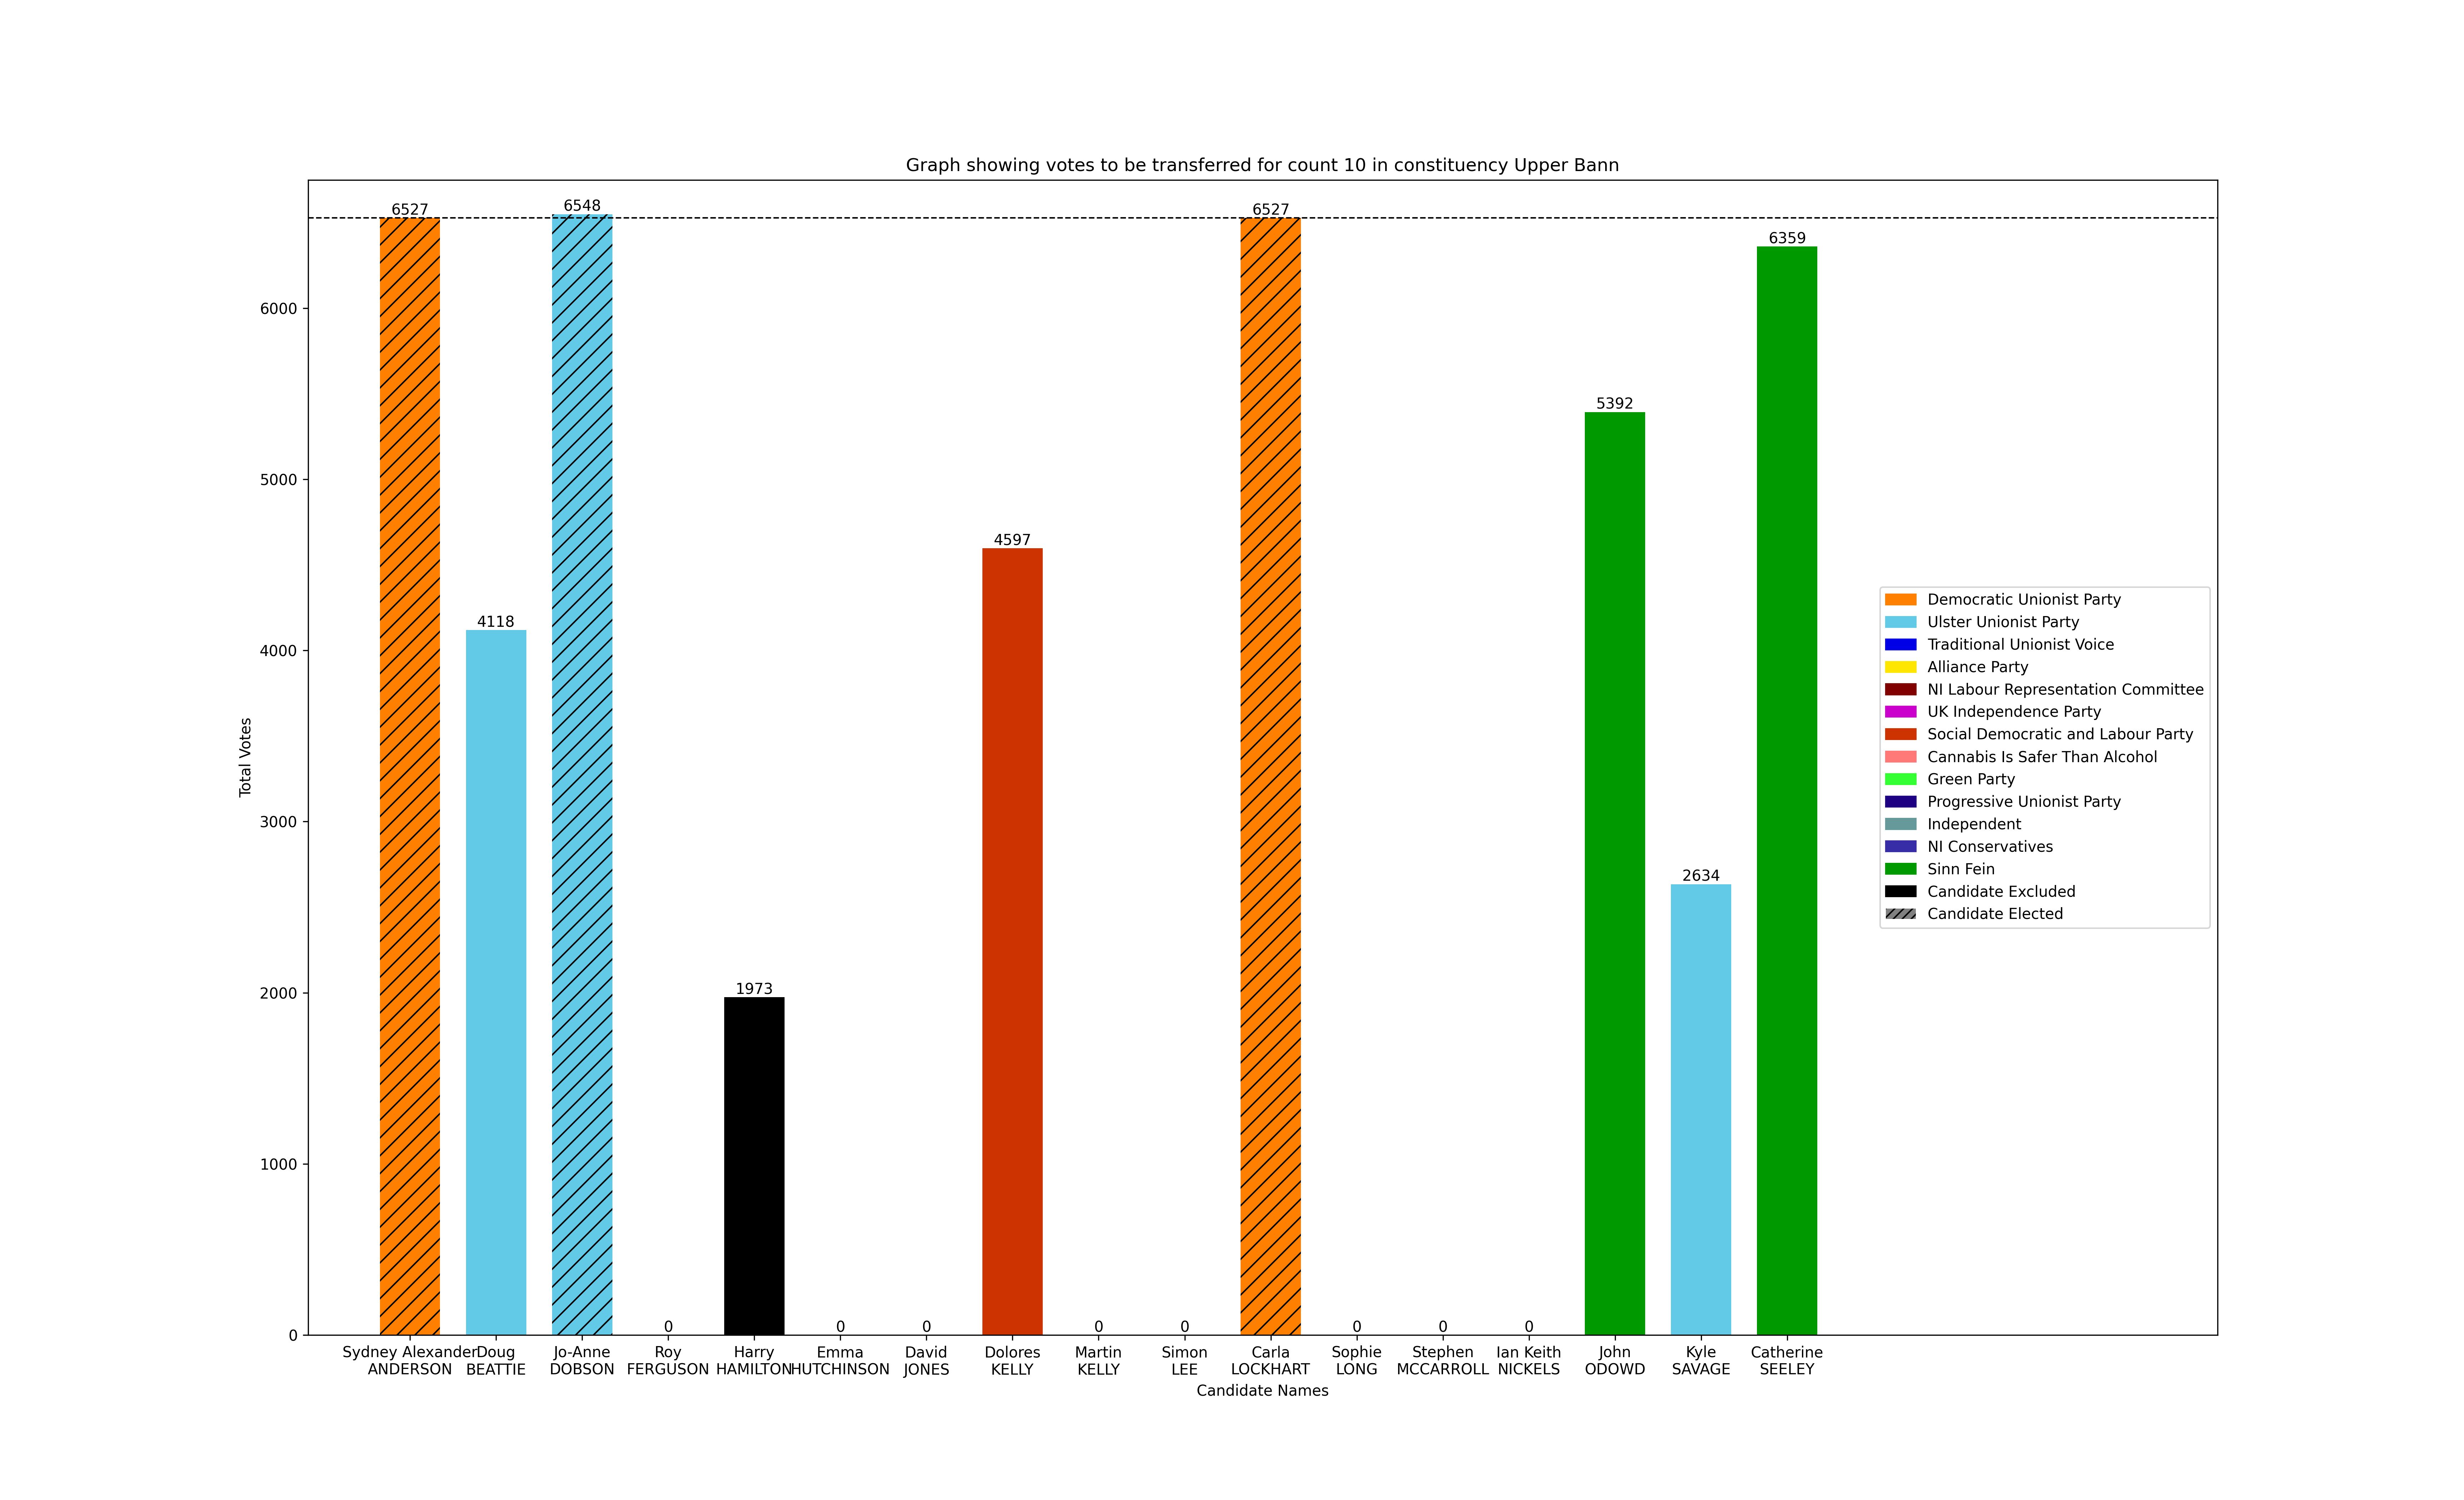 Graph showing votes to be transferred for count 10 in constituency Upper Bann
6527
6548
6527
6359
6000
5392
5000
4597
4118
4000
Total Votes
3000
2634
2000
1973
1000
0
0
0
0
0
0
0
0
0
Democratic Unionist Party
Ulster Unionist Party
Traditional Unionist Voice
Alliance Party
NI Labour Representation Committee
UK Independence Party
Social Democratic and Labour Party
Cannabis Is Safer Than Alcohol
Green Party
Progressive Unionist Party
Independent
NI Conservatives
Sinn Fein
Candidate Excluded
Candidate Elected
Sydney Alexander
ANDERSON
Doug
BEATTIE
Jo-Anne
DOBSON
Roy
FERGUSON
Harry
HAMILTON
Emma
HUTCHINSON
David
JONES
Dolores
KELLY
Martin
KELLY
Simon
LEE
Carla
LOCKHART
Sophie
LONG
Stephen
MCCARROLL
Ian Keith
NICKELS
John
ODOWD
Kyle
SAVAGE
Catherine
SEELEY
Candidate Names